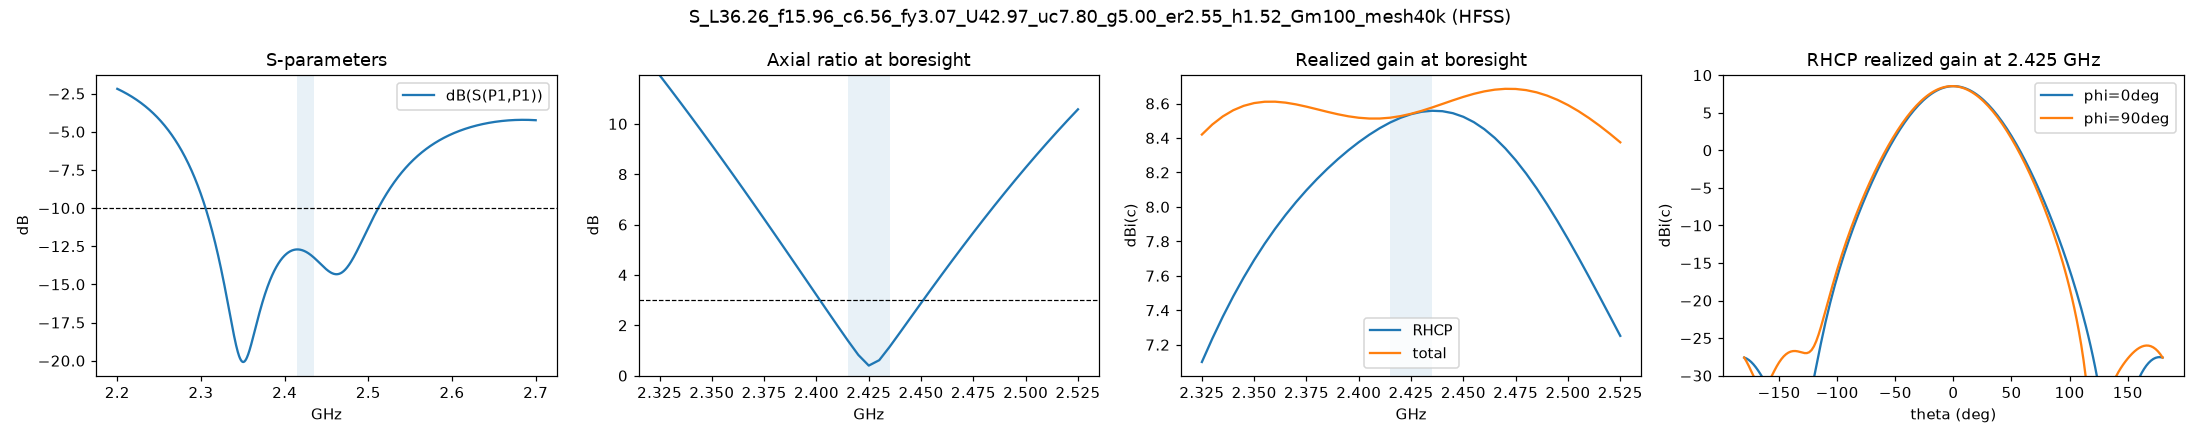 S_L36.26_f15.96_c6.56_fy3.07_U42.97_uc7.80_g5.00_er2.55_h1.52_Gm100_mesh40k (HFSS)
S-parameters
dB(S(P1,P1))
−2.5
−5.0
−7.5
−10.0
−12.5
−15.0
−17.5
−20.0
dB
2.2 2.3 2.4 2.5 2.6 2.7
GHz
Axial ratio at boresight
10
8
6
4
2
0
dB
2.325 2.350 2.375 2.400 2.425 2.450 2.475 2.500 2.525
GHz
Realized gain at boresight
8.6
8.4
8.2
8.0
7.8
7.6
7.4
7.2
dBi(c)
RHCP
total
2.325 2.350 2.375 2.400 2.425 2.450 2.475 2.500 2.525
GHz
RHCP realized gain at 2.425 GHz
phi=0deg
phi=90deg
10
5
0
−5
−10
−15
−20
−25
−30
dBi(c)
−150 −100 −50 0 50 100 150
theta (deg)